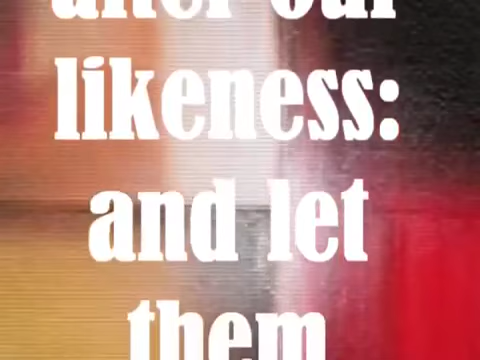 after our
likeness:
and let
them